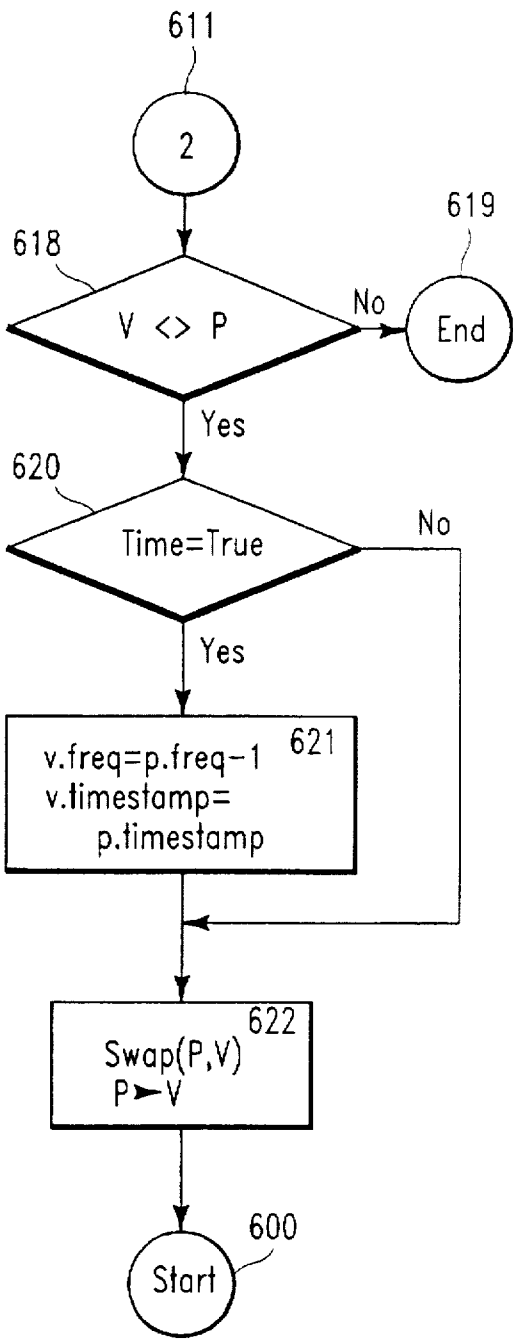 611
2
618
619
V <> P
No
End
Yes
620
Time=True
No
Yes
621
v.freq=p.freq-1
v.timestamp=
p.timestamp
622
Swap(P,V)
P➤V
600
Start